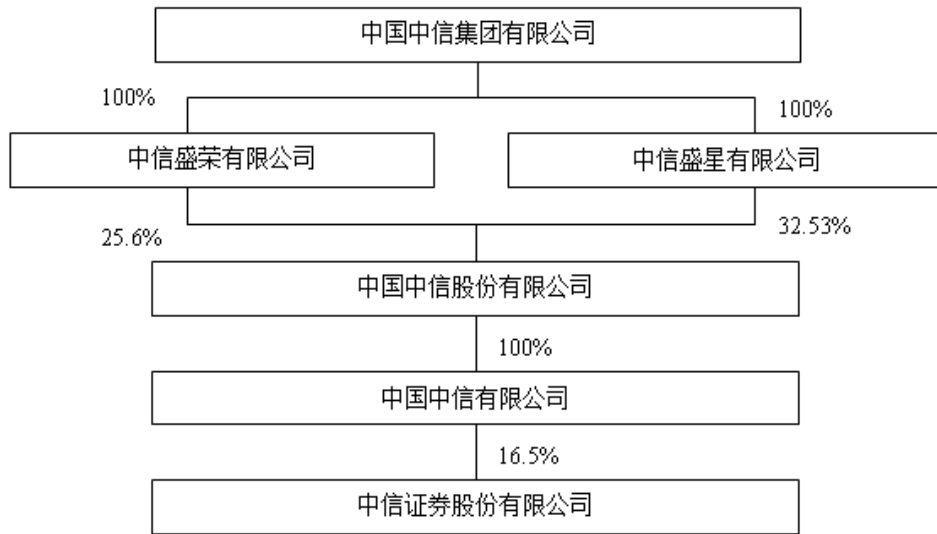 中国中信集团有限公司
100%
100%
中信盛荣有限公司
中信盛星有限公司
25.6%
32.53%
中国中信股份有限公司
100%
中国中信有限公司
16.5%
中信证券股份有限公司